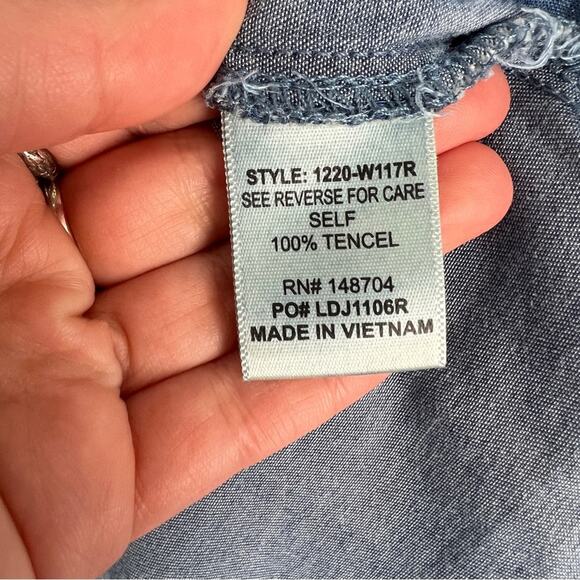 STYLE: 1220-W117R
SEE REVERSE FOR CARE
SELF
100% TENCEL
RN# 148704
PO# LDJ1106R
MADE IN VIETNAM